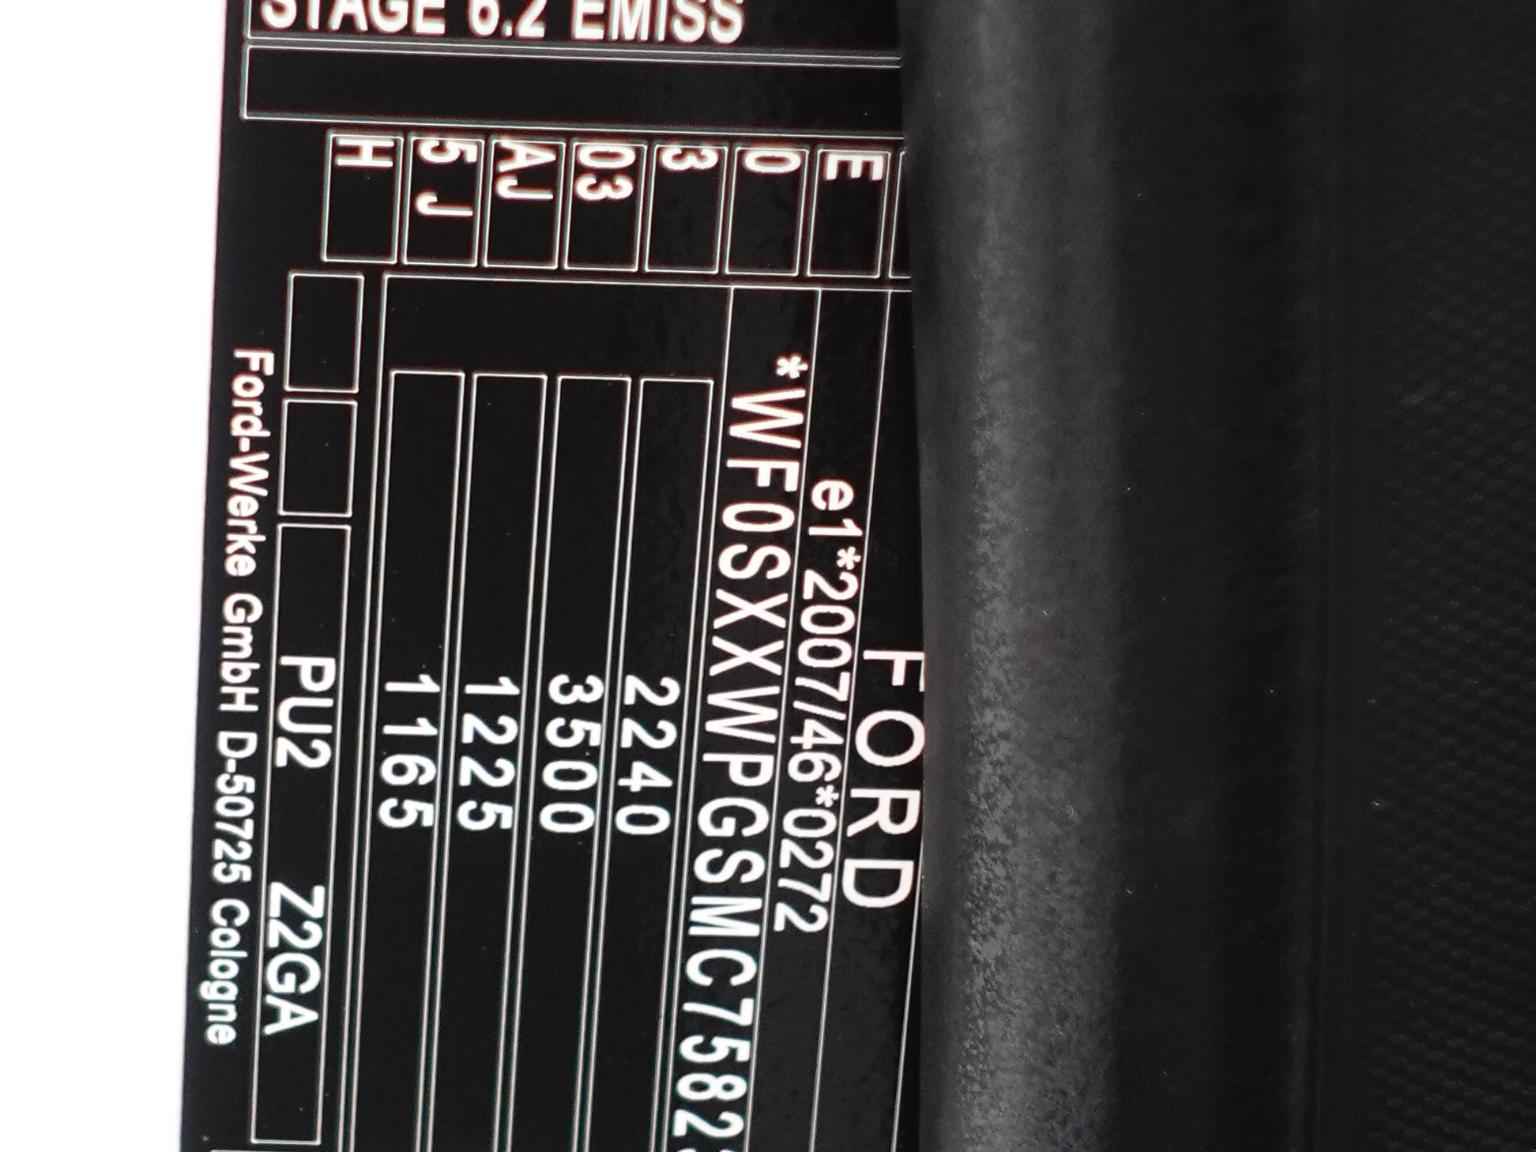 FORD
e1*2007/46*0272
*WF0SXXWPGSMC7582
2240
3500
1225
1165
PU2 Z2GA
Ford-Werke GmbH D-50725 Cologne
E
0
3
03
AJ
5 J
H
STAGE 6.2 EMISS